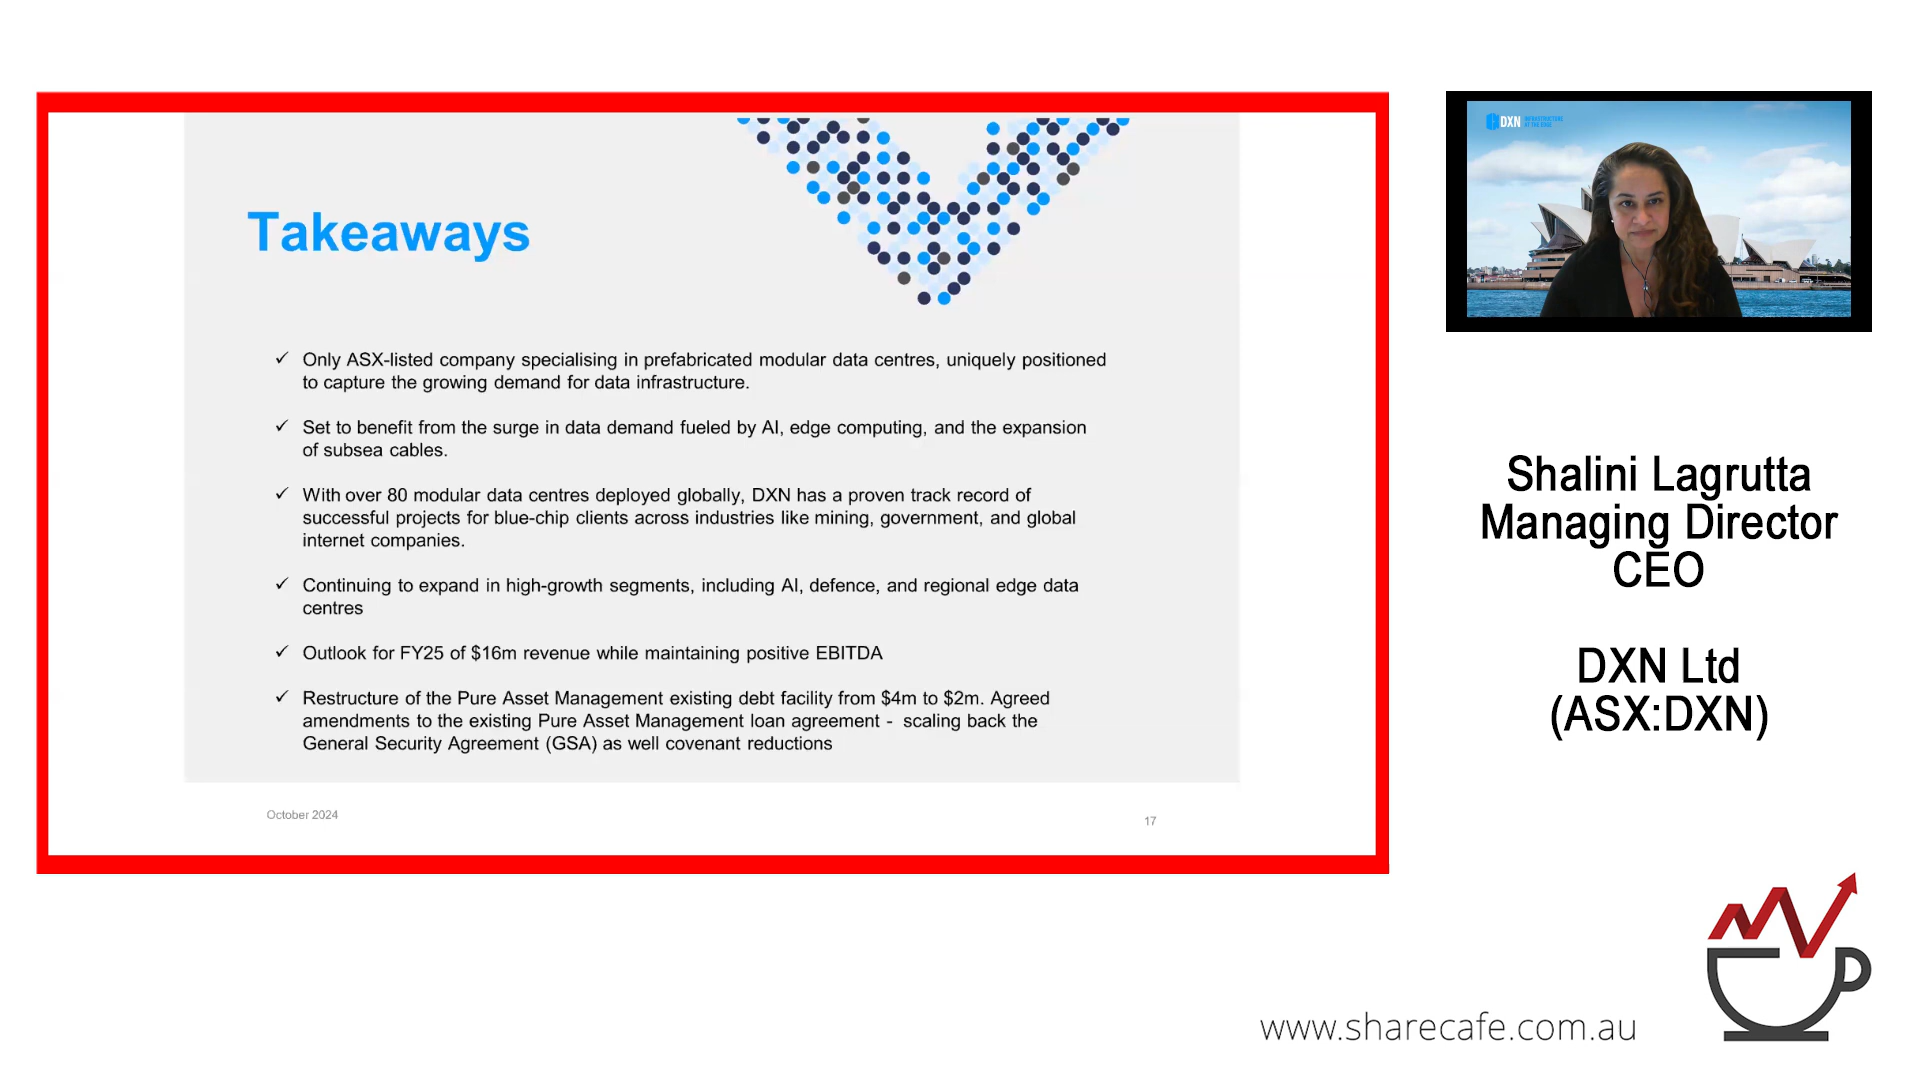 Takeaways
✓ Only ASX-listed company specialising in prefabricated modular data centres, uniquely positioned
to capture the growing demand for data infrastructure.
✓ Set to benefit from the surge in data demand fueled by AI, edge computing, and the expansion
of subsea cables.
✓ With over 80 modular data centres deployed globally, DXN has a proven track record of
successful projects for blue-chip clients across industries like mining, government, and global
internet companies.
✓ Continuing to expand in high-growth segments, including AI, defence, and regional edge data
centres
✓ Outlook for FY25 of $16m revenue while maintaining positive EBITDA
✓ Restructure of the Pure Asset Management existing debt facility from $4m to $2m. Agreed
amendments to the existing Pure Asset Management loan agreement - scaling back the
General Security Agreement (GSA) as well covenant reductions
October 2024
17
DXN INFRASTRUCTURE
AT THE EDGE
Shalini Lagrutta
Managing Director
CEO
DXN Ltd
(ASX:DXN)
www.sharecafe.com.au